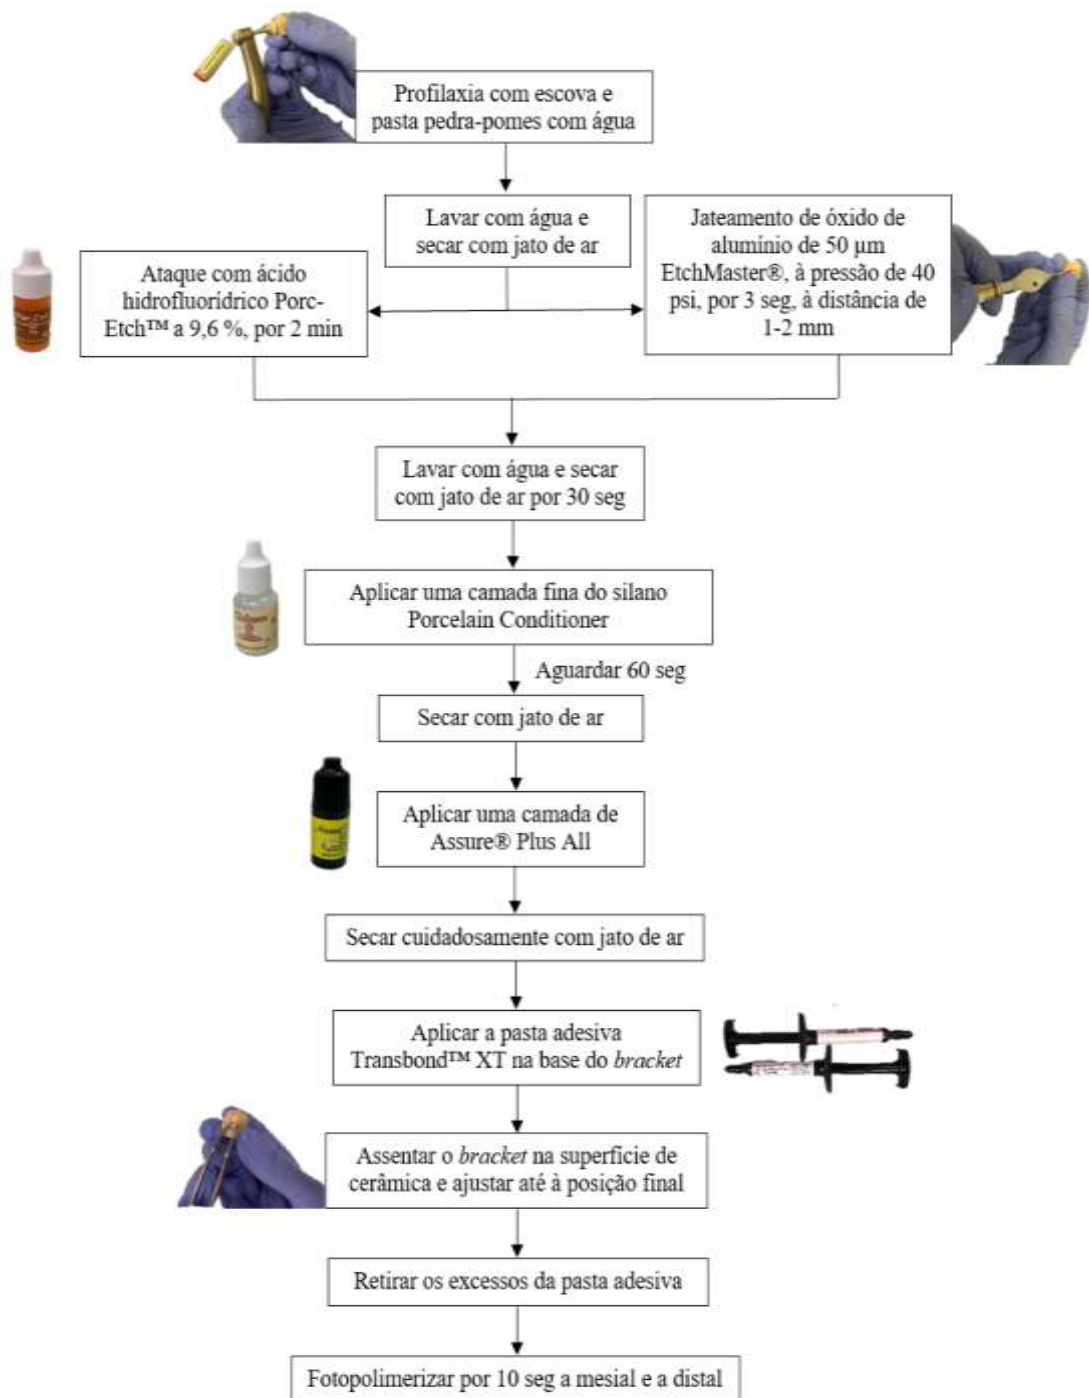 Profilaxia com escova e
pasta pedra-pomes com água
Lavar com água e
secar com jato de ar
Ataque com ácido
hidrofluorídrico Porc-
Etch™ a 9,6 %, por 2 min
Jateamento de óxido de
alumínio de 50 µm
EtchMaster®, à pressão de 40
psi, por 3 seg, à distância de
1-2 mm
Lavar com água e secar
com jato de ar por 30 seg
Aplicar uma camada fina do silano
Porcelain Conditioner
Aguardar 60 seg
Secar com jato de ar
Aplicar uma camada de
Assure® Plus All
Secar cuidadosamente com jato de ar
Aplicar a pasta adesiva
Transbond™ XT na base do bracket
Assentar o bracket na superfície de
cerâmica e ajustar até à posição final
Retirar os excessos da pasta adesiva
Fotopolimerizar por 10 seg a mesial e a distal